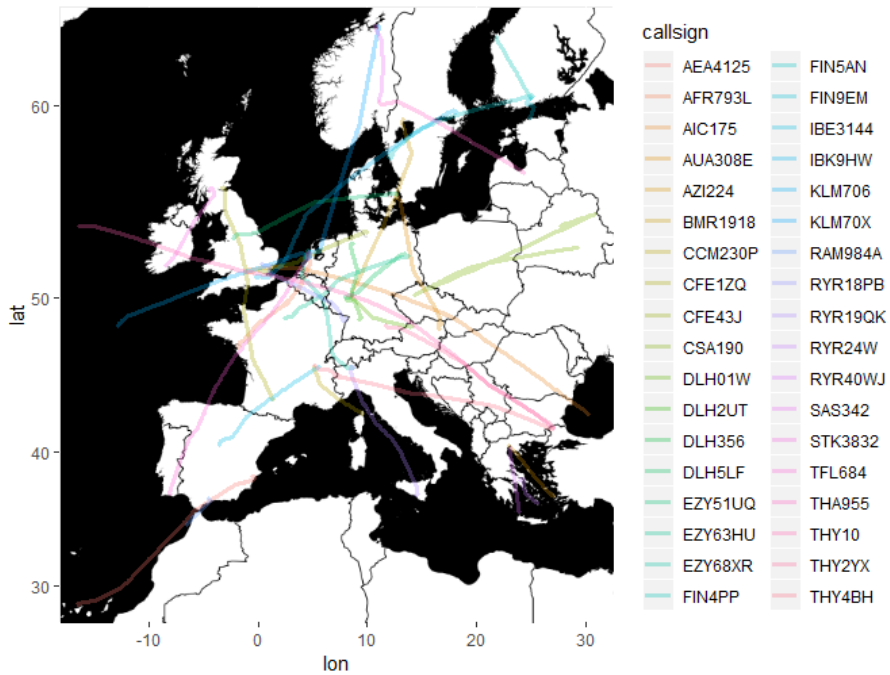 callsign
AEA4125 FIN5AN
AFR793L FIN9EM
AIC175 IBE3144
AUA308E IBK9HW
AZI224 KLM706
BMR1918 KLM70X
CCM230P RAM984A
CFE1ZQ RYR18PB
CFE43J RYR19QK
CSA190 RYR24W
DLH01W RYR40WJ
DLH2UT SAS342
DLH356 STK3832
DLH5LF TFL684
EZY51UQ THA955
EZY63HU THY10
EZY68XR THY2YX
FIN4PP THY4BH
60
50
40
30
lat
-10 0 10 20 30
lon